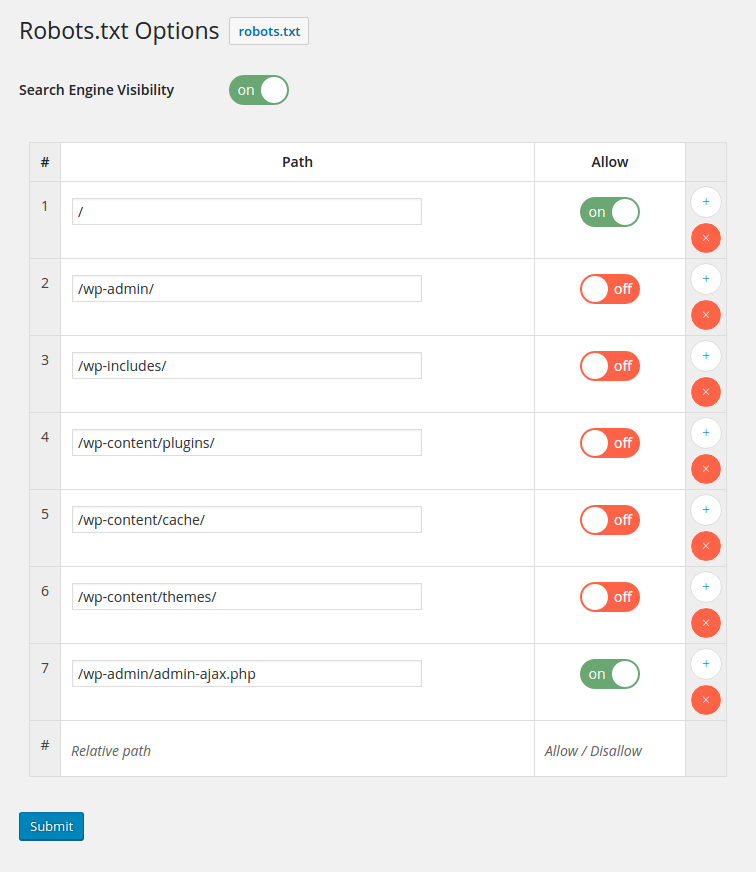 Robots.txt Options robots.txt
Search Engine Visibility on
# Path Allow
1 / on +
×
2 /wp-admin/ off +
×
3 /wp-includes/ off +
×
4 /wp-content/plugins/ off +
×
5 /wp-content/cache/ off +
×
6 /wp-content/themes/ off +
×
7 /wp-admin/admin-ajax.php on +
×
# Relative path Allow / Disallow
Submit